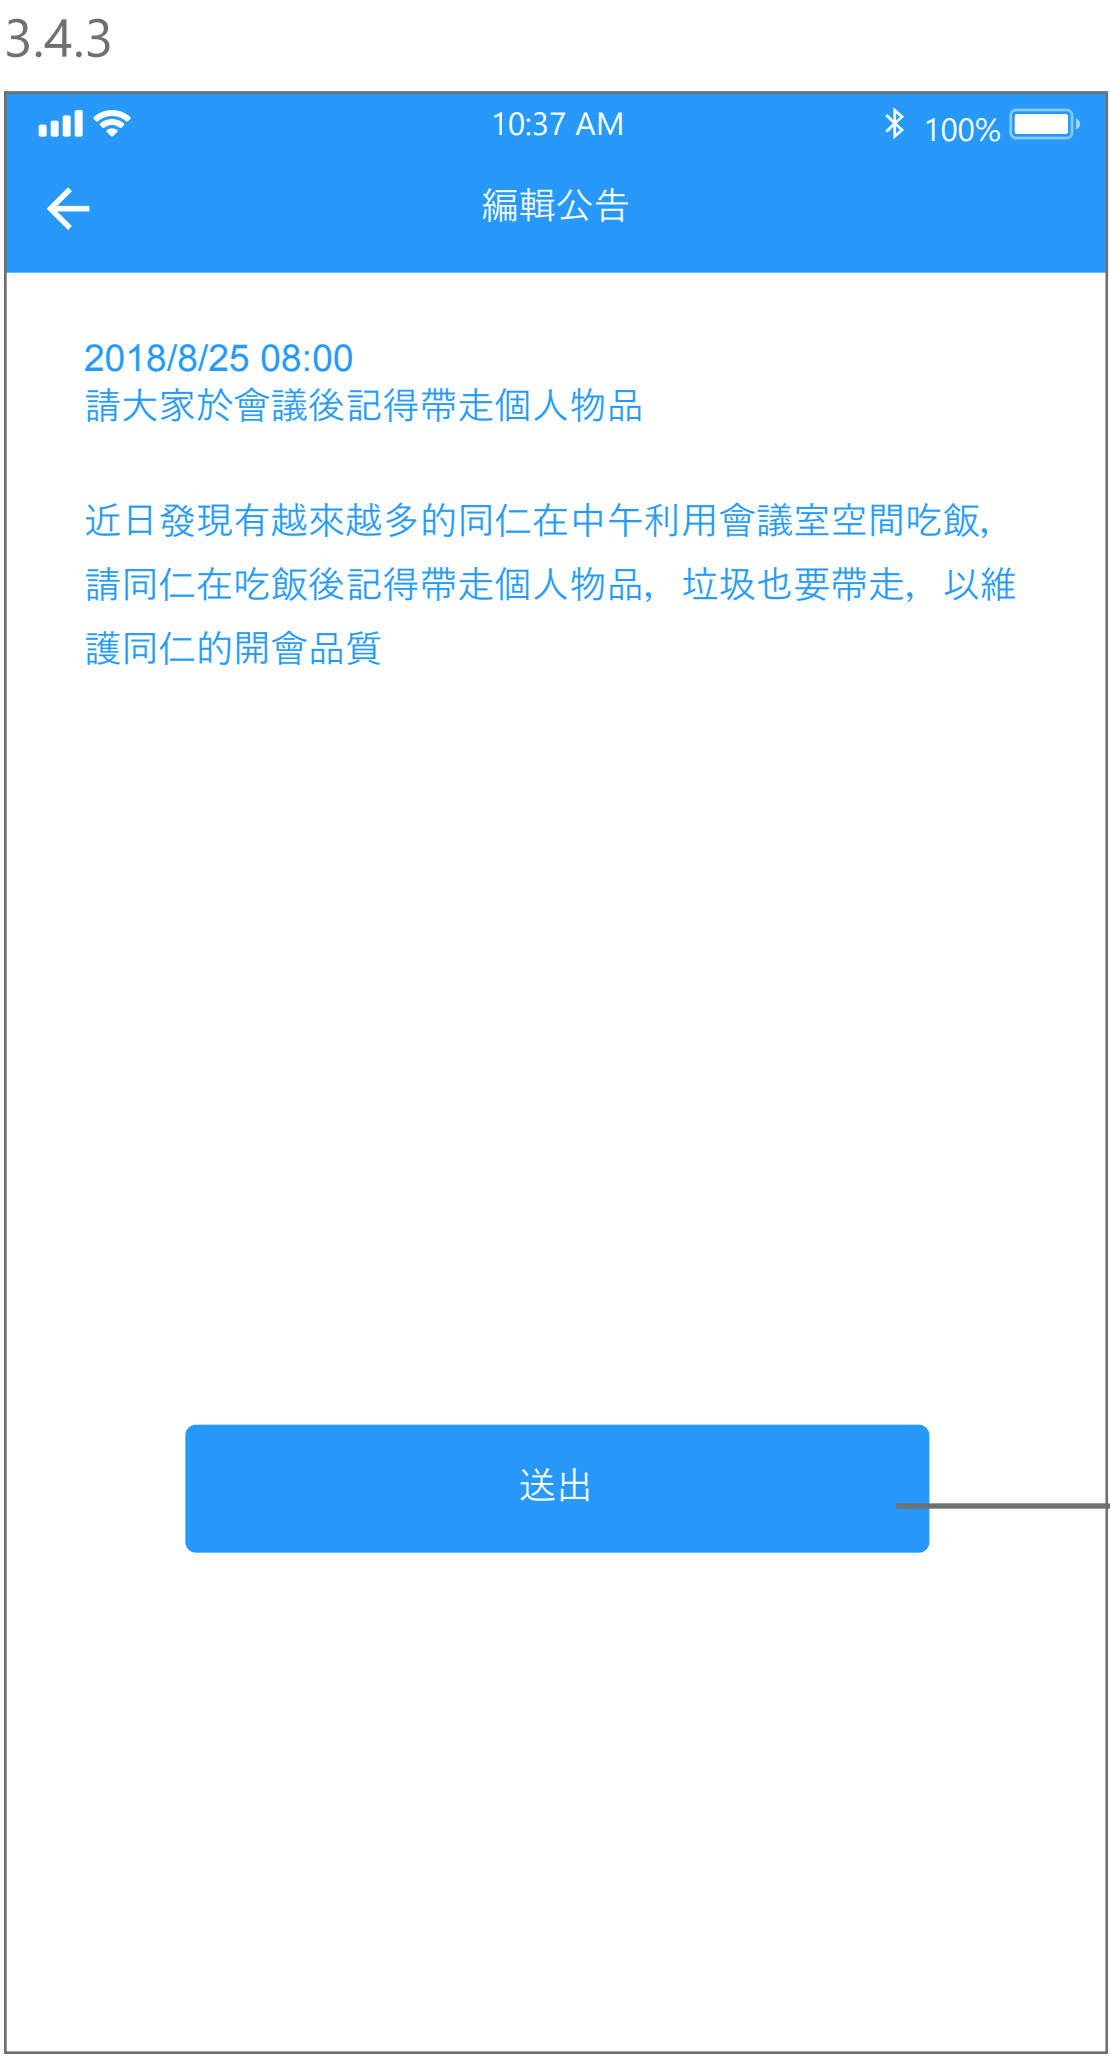 3.4.3
10:37 AM
100%
編輯公告
2018/8/25 08:00
請大家於會議後記得帶走個人物品
近日發現有越來越多的同仁在中午利用會議室空間吃飯,
請同仁在吃飯後記得帶走個人物品, 垃圾也要帶走, 以維
護同仁的開會品質
送出